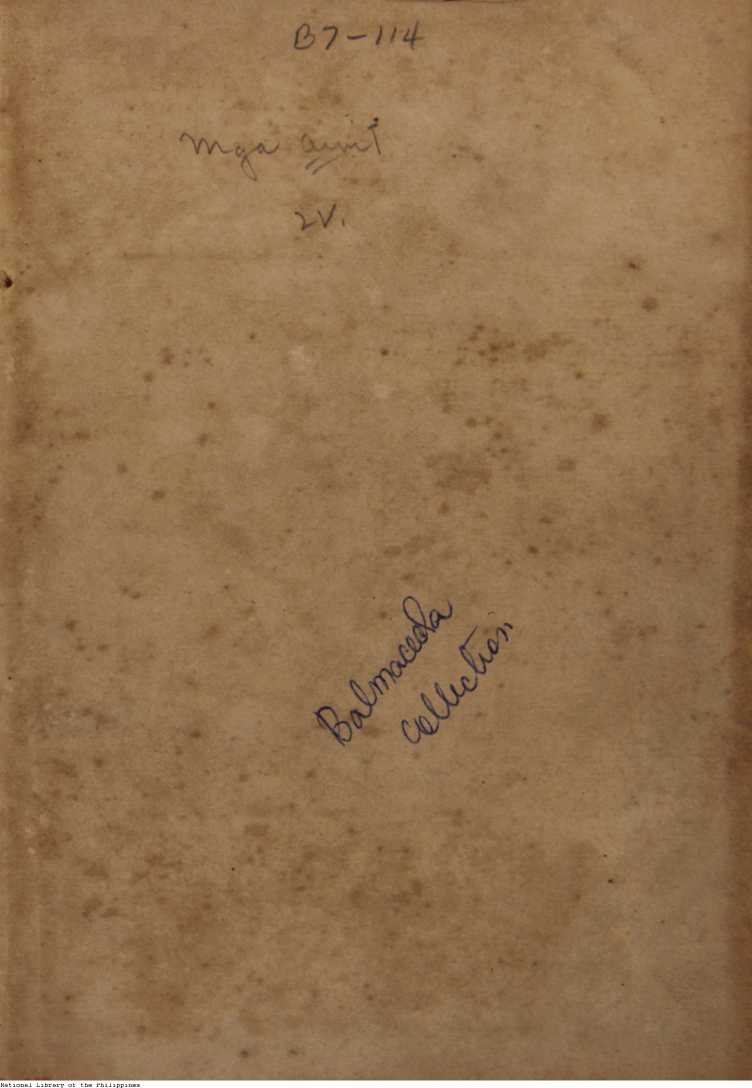 B7-114
Mga awit
2V.
Balmaceda
Collection
National Library of the Philippines